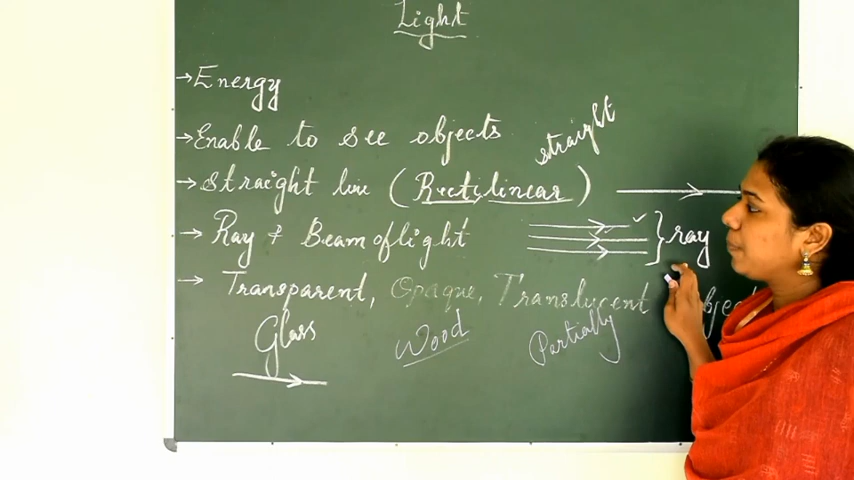 Light
→ Energy
→ Enable to see objects
straight
→ Straight line (Rectilinear)
→ Ray & Beam of light
} ray
→ Transparent, Opaque, Translucent
Glass Wood Partially